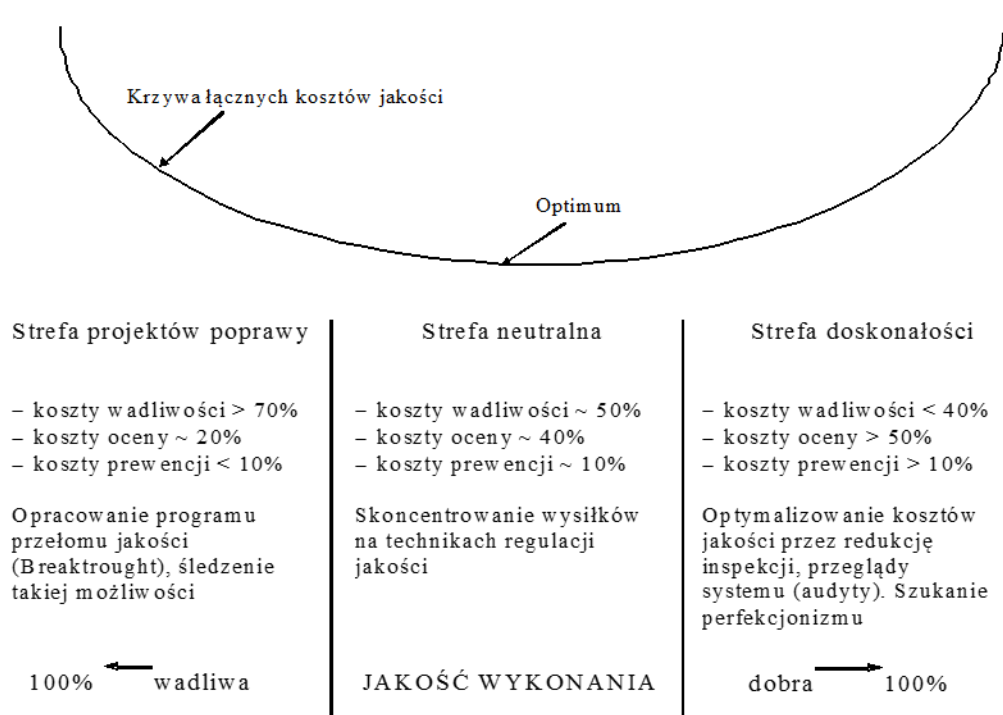 Krzywa łącznych kosztów jakości
Optimum
Strefa projektów poprawy
– koszty wadliwości > 70%
– koszty oceny ~ 20%
– koszty prewencji < 10%
Opracowanie programu
przełomu jakości
(Breaktrought), śledzenie
takiej możliwości
100%
wadliwa
Strefa neutralna
– koszty wadliwości ~ 50%
– koszty oceny ~ 40%
– koszty prewencji ~ 10%
Skoncentrowanie wysiłków
na technikach regulacji
jakości
JAKOŚĆ WYKONANIA
Strefa doskonałości
– koszty wadliwości < 40%
– koszty oceny > 50%
– koszty prewencji > 10%
Optymalizowanie kosztów
jakości przez redukcję
inspekcji, przeglądy
systemu (audyty). Szukanie
perfekcjonizmu
dobra
100%